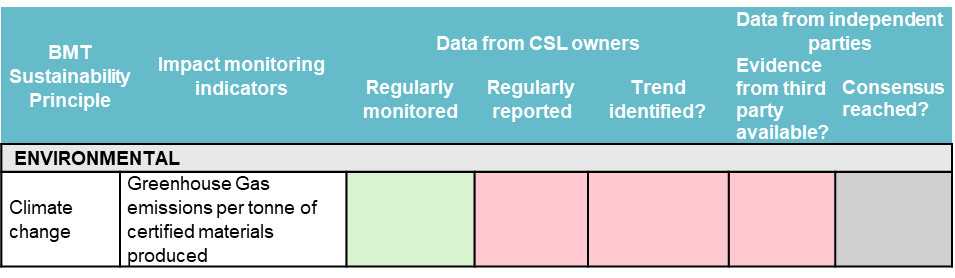 BMT
Sustainability
Principle
Impact monitoring
indicators
Data from CSL owners
Data from independent
parties
Regularly
monitored
Regularly
reported
Trend
identified?
Evidence
from third
party
available?
Consensus
reached?
ENVIRONMENTAL
Climate
change
Greenhouse Gas
emissions per tonne of
certified materials
produced